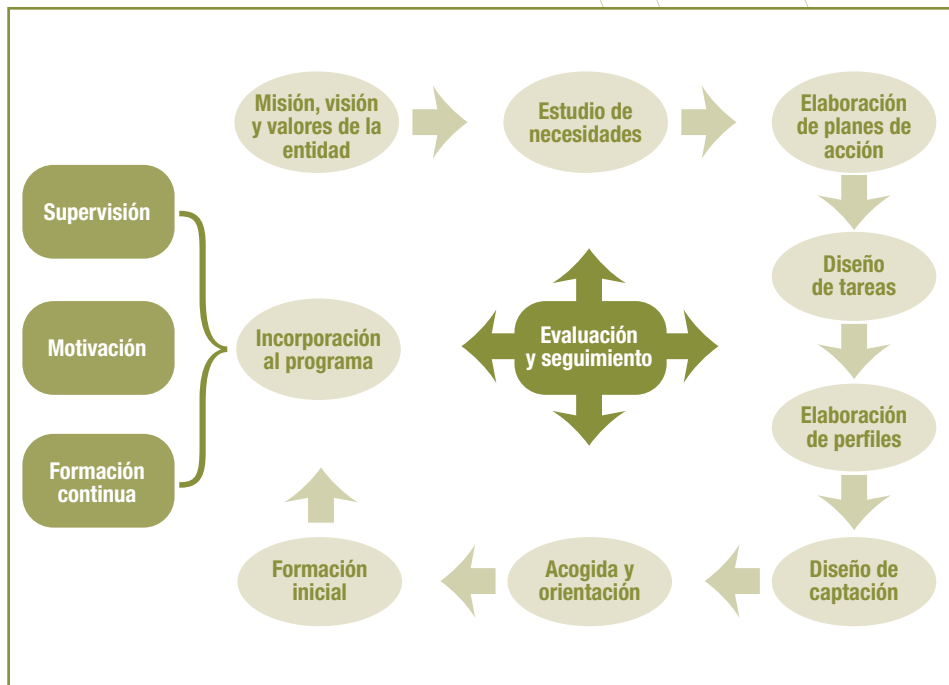 Misión, visión
y valores de la
entidad
Estudio de
necesidades
Elaboración
de planes de
acción
Supervisión
Diseño
de tareas
Motivación
Incorporación
al programa
Evaluación
y seguimiento
Elaboración
de perfiles
Formación
continua
Formación
inicial
Acogida y
orientación
Diseño de
captación